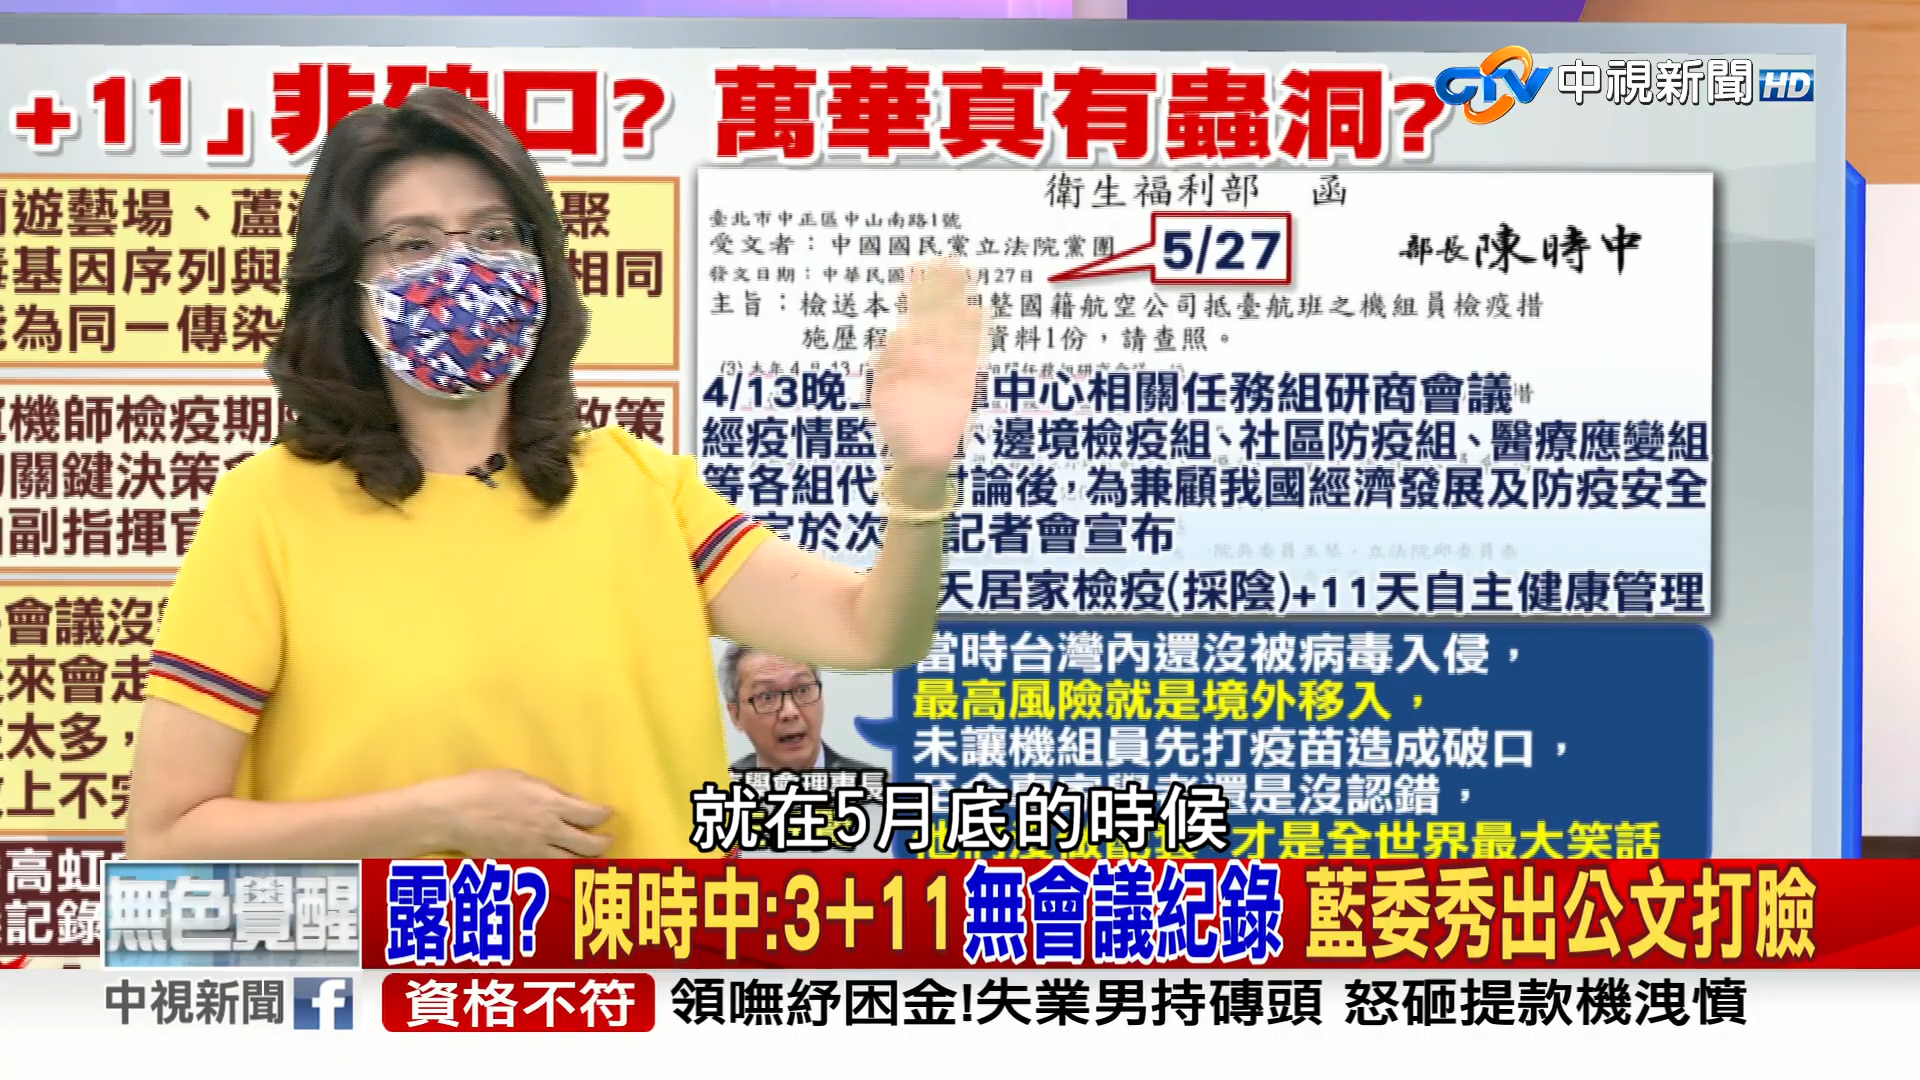 +11」非破口? 萬華真有蟲洞?
中視新聞HD
遊藝場、蘆
聚
基因序列與
相同
為同一傳染
機師檢疫期
政策
關鍵決策
副指揮官
會議沒
來會走
太多，
上不完
高虹
記錄
衛生福利部 函
臺北市中正區中山南路1號
受文者：中國國民黨立法院黨團
發文日期：中華民國
月27日
5/27
部長陳時中
主旨：檢送本部
整國籍航空公司抵臺航班之機組員檢疫措
施歷程
資料1份，請查照。
4/13晚上
中心相關任務組研商會議
經疫情監
、邊境檢疫組、社區防疫組、醫療應變組
等各組代
討論後，為兼顧我國經濟發展及防疫安全
定於次
記者會宣布
天居家檢疫(採陰)+11天自主健康管理
當時台灣內還沒被病毒入侵，
最高風險就是境外移入，
未讓機組員先打疫苗造成破口，
還是沒認錯，
才是全世界最大笑話
學會理事長
就在5月底的時候
無色覺醒
露餡? 陳時中:3+11無會議紀錄 藍委秀出公文打臉
中視新聞 f
資格不符 領嘸紓困金!失業男持磚頭 怒砸提款機洩憤